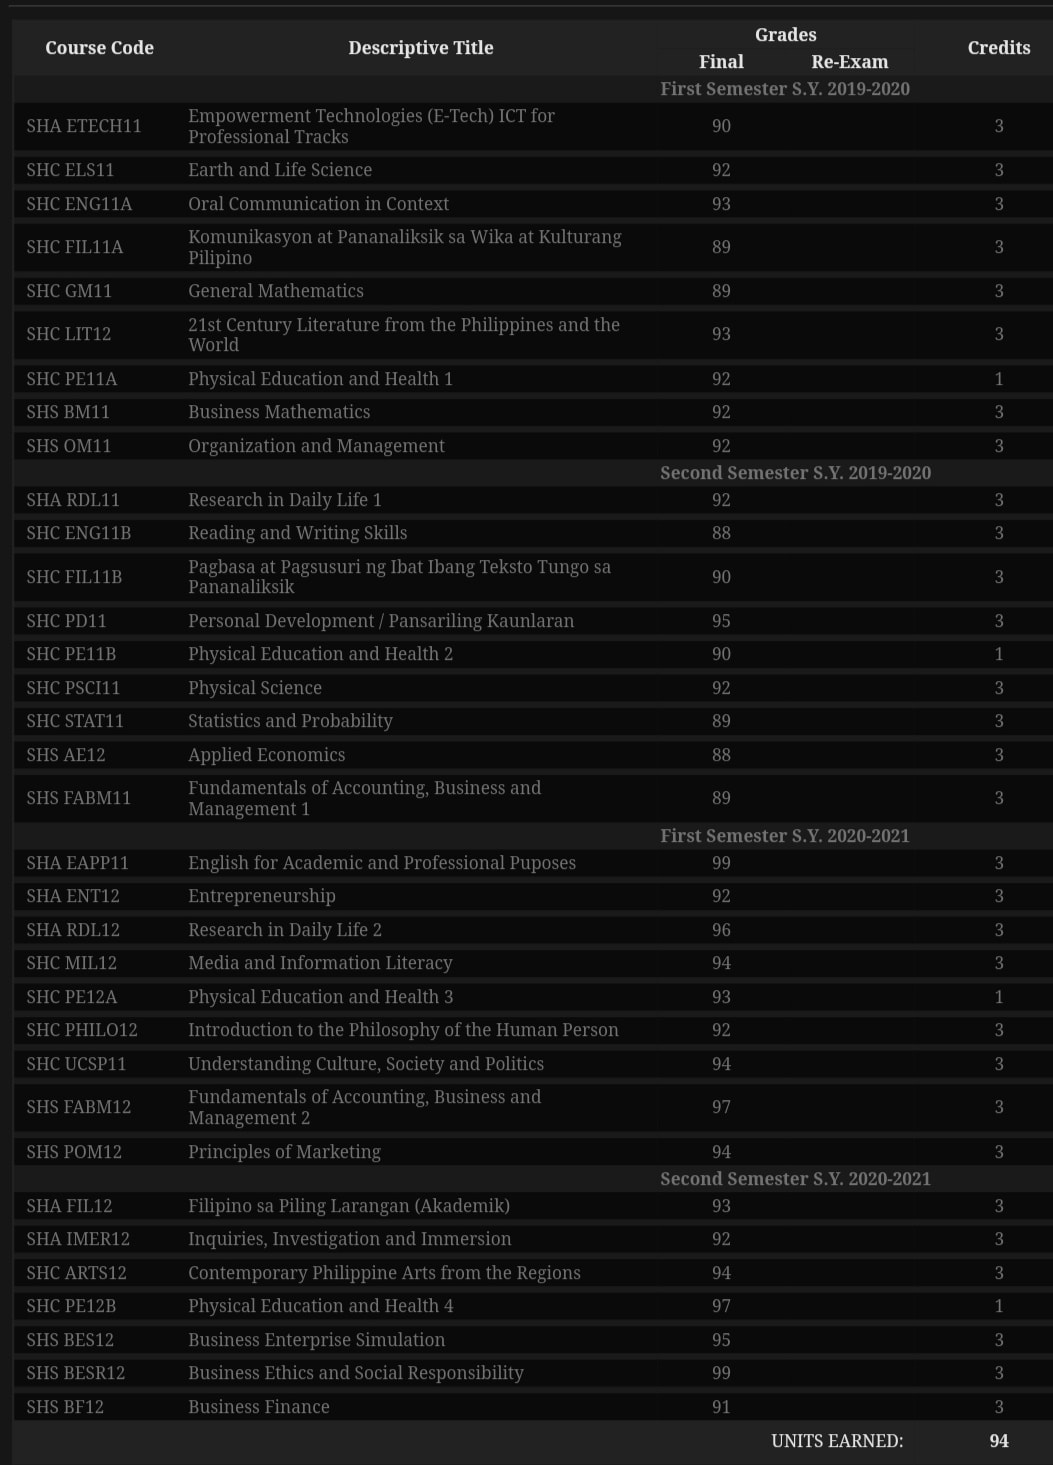 Course Code Descriptive Title Grades Credits
Final Re-Exam
First Semester S.Y. 2019-2020
SHA ETECH11 Empowerment Technologies (E-Tech) ICT for 90 3
Professional Tracks
SHC ELS11 Earth and Life Science 92 3
SHC ENG11A Oral Communication in Context 93 3
SHC FIL11A Komunikasyon at Pananaliksik sa Wika at Kulturang 89 3
Pilipino
SHC GM11 General Mathematics 89 3
SHC LIT12 21st Century Literature from the Philippines and the 93 3
World
SHC PE11A Physical Education and Health 1 92 1
SHS BM11 Business Mathematics 92 3
SHS OM11 Organization and Management 92 3
Second Semester S.Y. 2019-2020
SHA RDL11 Research in Daily Life 1 92 3
SHC ENG11B Reading and Writing Skills 88 3
SHC FIL11B Pagbasa at Pagsusuri ng Ibat Ibang Teksto Tungo sa 90 3
Pananaliksik
SHC PD11 Personal Development / Pansariling Kaunlaran 95 3
SHC PE11B Physical Education and Health 2 90 1
SHC PSCI11 Physical Science 92 3
SHC STAT11 Statistics and Probability 89 3
SHS AE12 Applied Economics 88 3
SHS FABM11 Fundamentals of Accounting, Business and 89 3
Management 1
First Semester S.Y. 2020-2021
SHA EAPP11 English for Academic and Professional Puposes 99 3
SHA ENT12 Entrepreneurship 92 3
SHA RDL12 Research in Daily Life 2 96 3
SHC MIL12 Media and Information Literacy 94 3
SHC PE12A Physical Education and Health 3 93 1
SHC PHILO12 Introduction to the Philosophy of the Human Person 92 3
SHC UCSP11 Understanding Culture, Society and Politics 94 3
SHS FABM12 Fundamentals of Accounting, Business and 97 3
Management 2
SHS POM12 Principles of Marketing 94 3
Second Semester S.Y. 2020-2021
SHA FIL12 Filipino sa Piling Larangan (Akademik) 93 3
SHA IMER12 Inquiries, Investigation and Immersion 92 3
SHC ARTS12 Contemporary Philippine Arts from the Regions 94 3
SHC PE12B Physical Education and Health 4 97 1
SHS BES12 Business Enterprise Simulation 95 3
SHS BESR12 Business Ethics and Social Responsibility 99 3
SHS BF12 Business Finance 91 3
UNITS EARNED: 94